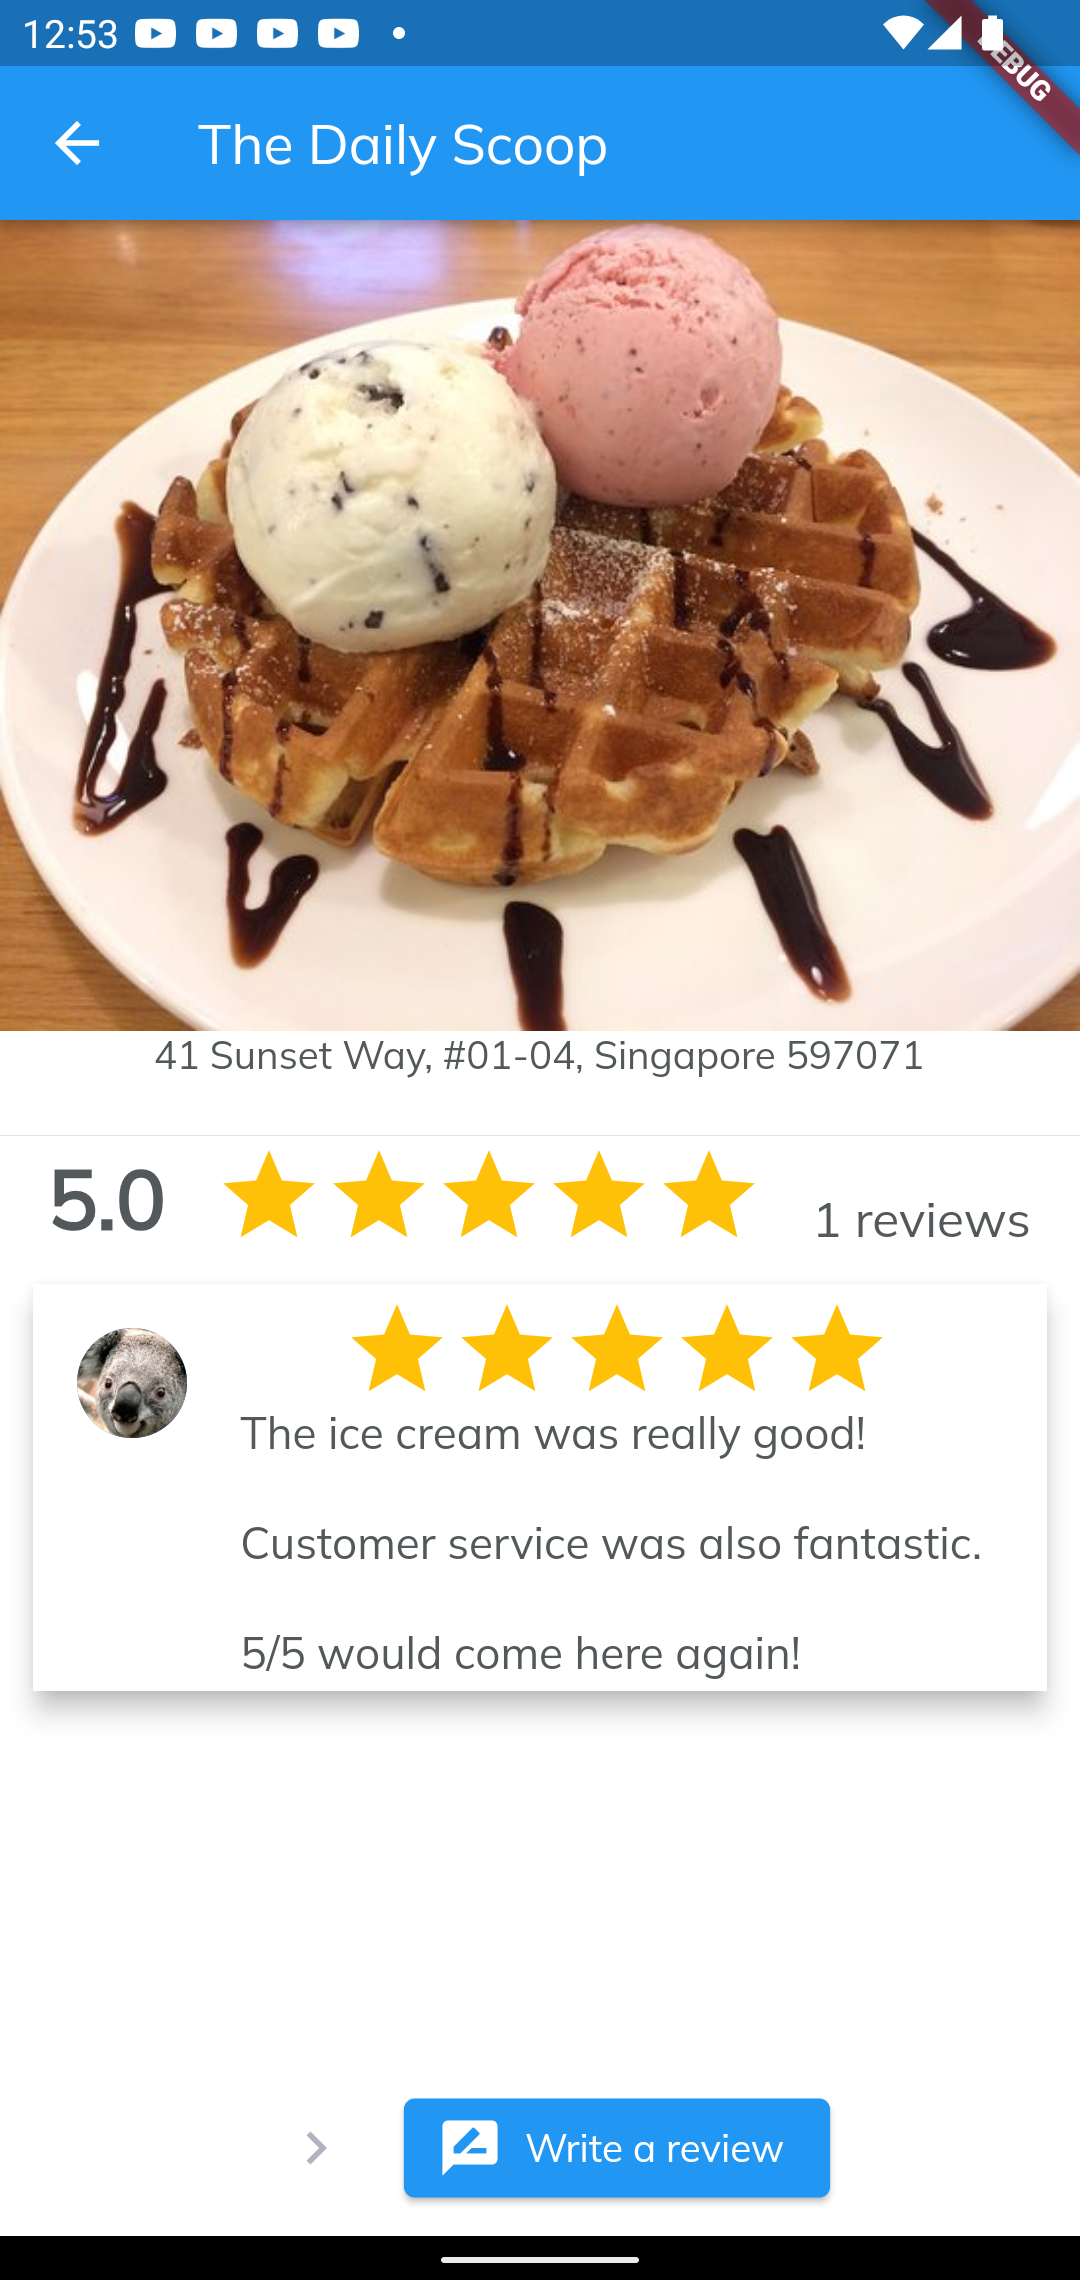 12:53
DEBUG
The Daily Scoop
41 Sunset Way, #01-04, Singapore 597071
5.0
1 reviews
The ice cream was really good!
Customer service was also fantastic.
5/5 would come here again!
Write a review